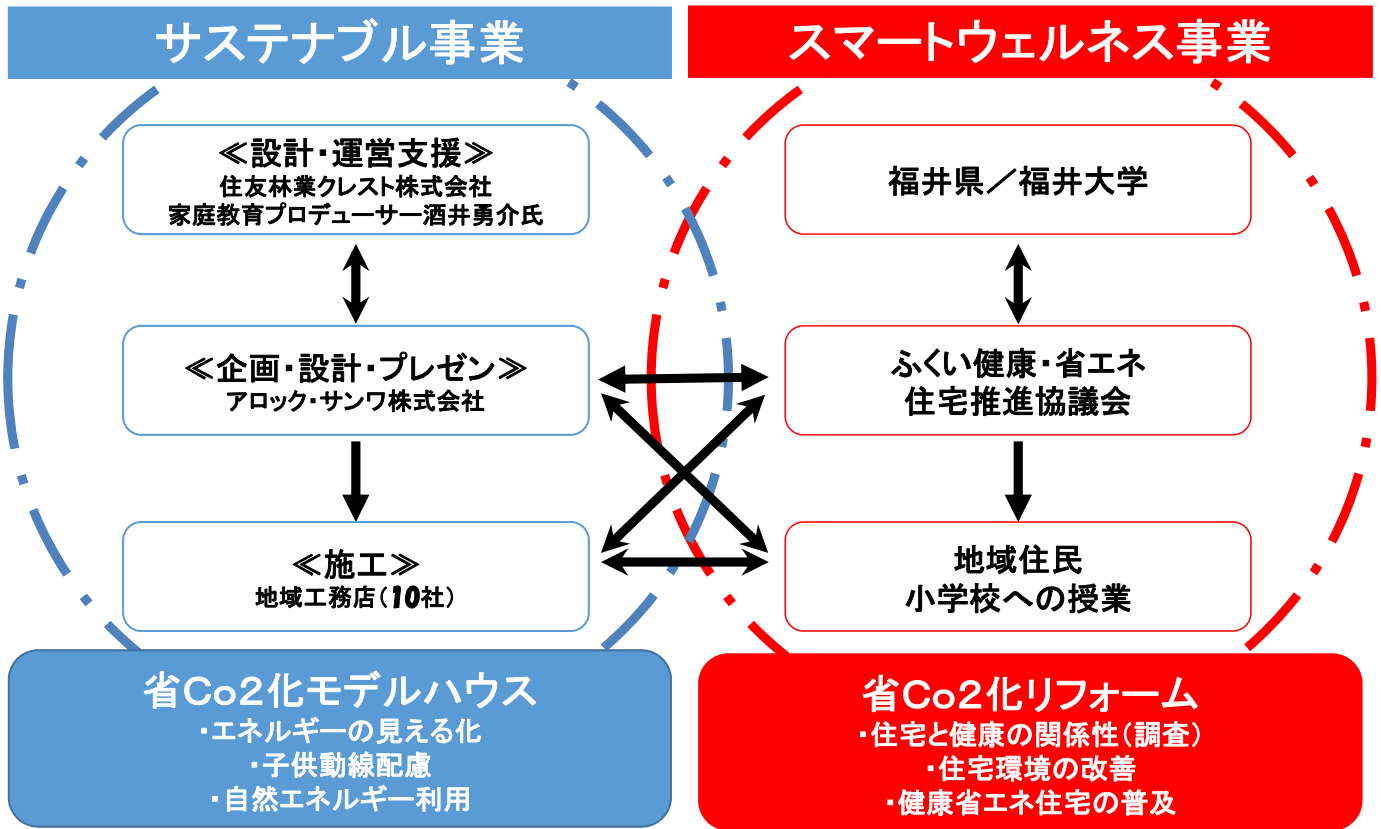 サステナブル事業
≪設計・運営支援≫
住友林業クレスト株式会社
家庭教育プロデューサー酒井勇介氏
≪企画・設計・プレゼン≫
アロック・サンワ株式会社
≪施工≫
地域工務店（10社）
省Co2化モデルハウス
・エネルギーの見える化
・子供動線配慮
・自然エネルギー利用
スマートウェルネス事業
福井県／福井大学
ふくい健康・省エネ
住宅推進協議会
地域住民
小学校への授業
省Co2化リフォーム
・住宅と健康の関係性（調査）
・住宅環境の改善
・健康省エネ住宅の普及